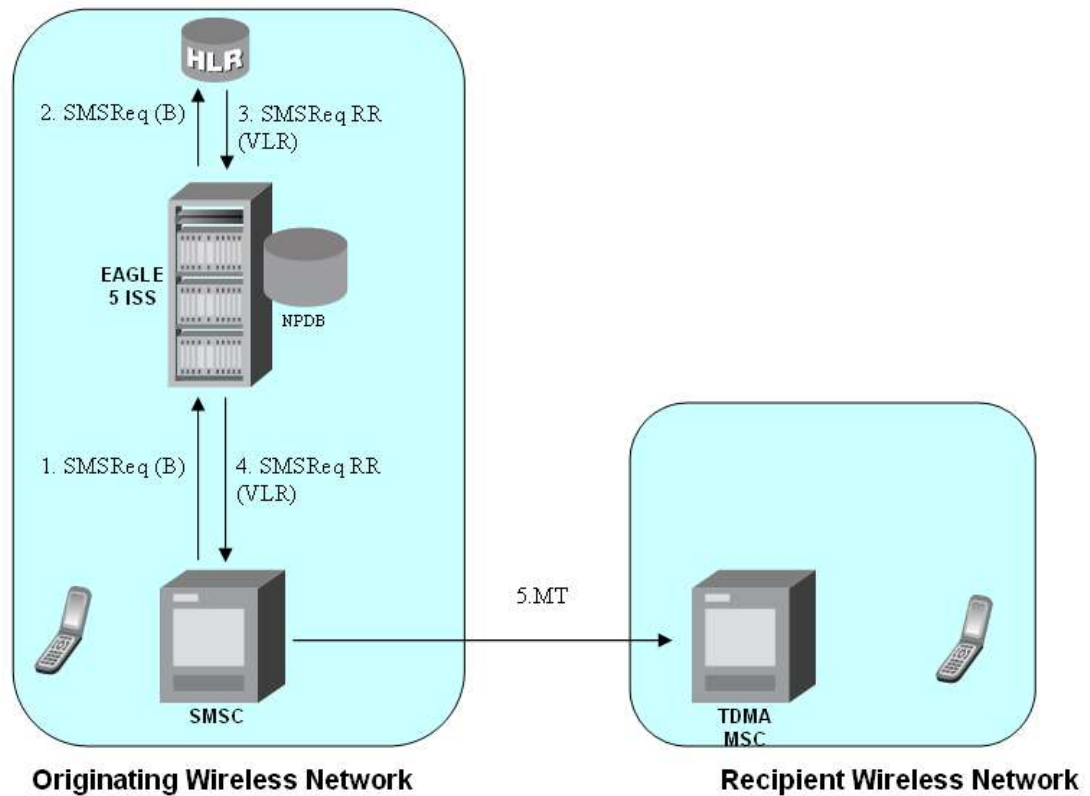 HLR
2. SMSReq (B)
3. SMSReq RR
(VLR)
EAGLE
5 ISS
NPDB
1. SMSReq (B)
4. SMSReq RR
(VLR)
5.MT
SMSC
TDMA
MSC
Originating Wireless Network
Recipient Wireless Network